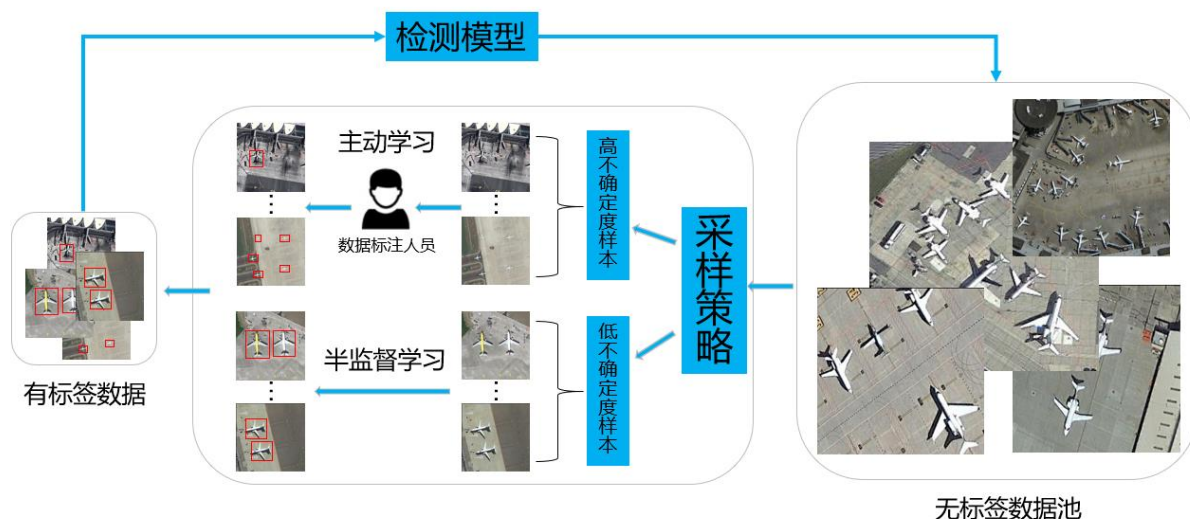 检测模型
主动学习
数据标注人员
高不确定度样本
采样策略
半监督学习
低不确定度样本
有标签数据
无标签数据池